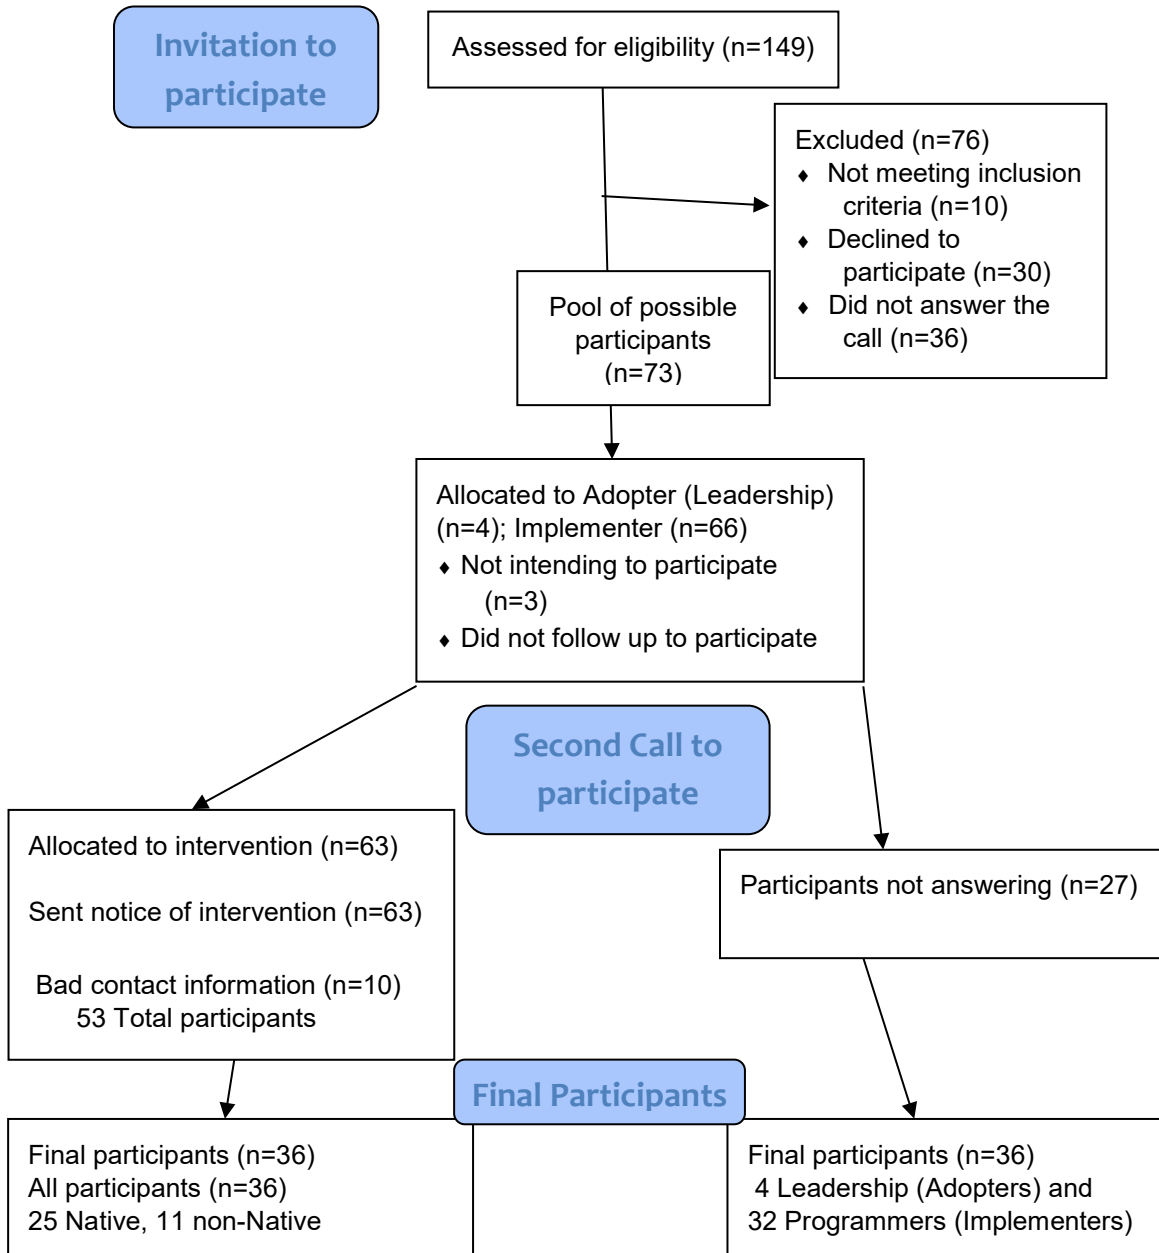 Invitation to
participate
Assessed for eligibility (n=149)
Excluded (n=76)
♦ Not meeting inclusion
criteria (n=10)
♦ Declined to
participate (n=30)
♦ Did not answer the
call (n=36)
Pool of possible
participants
(n=73)
Allocated to Adopter (Leadership)
(n=4); Implementer (n=66)
♦ Not intending to participate
(n=3)
♦ Did not follow up to participate
Second Call to
participate
Allocated to intervention (n=63)
Sent notice of intervention (n=63)
Bad contact information (n=10)
53 Total participants
Participants not answering (n=27)
Final Participants
Final participants (n=36)
All participants (n=36)
25 Native, 11 non-Native
Final participants (n=36)
4 Leadership (Adopters) and
32 Programmers (Implementers)